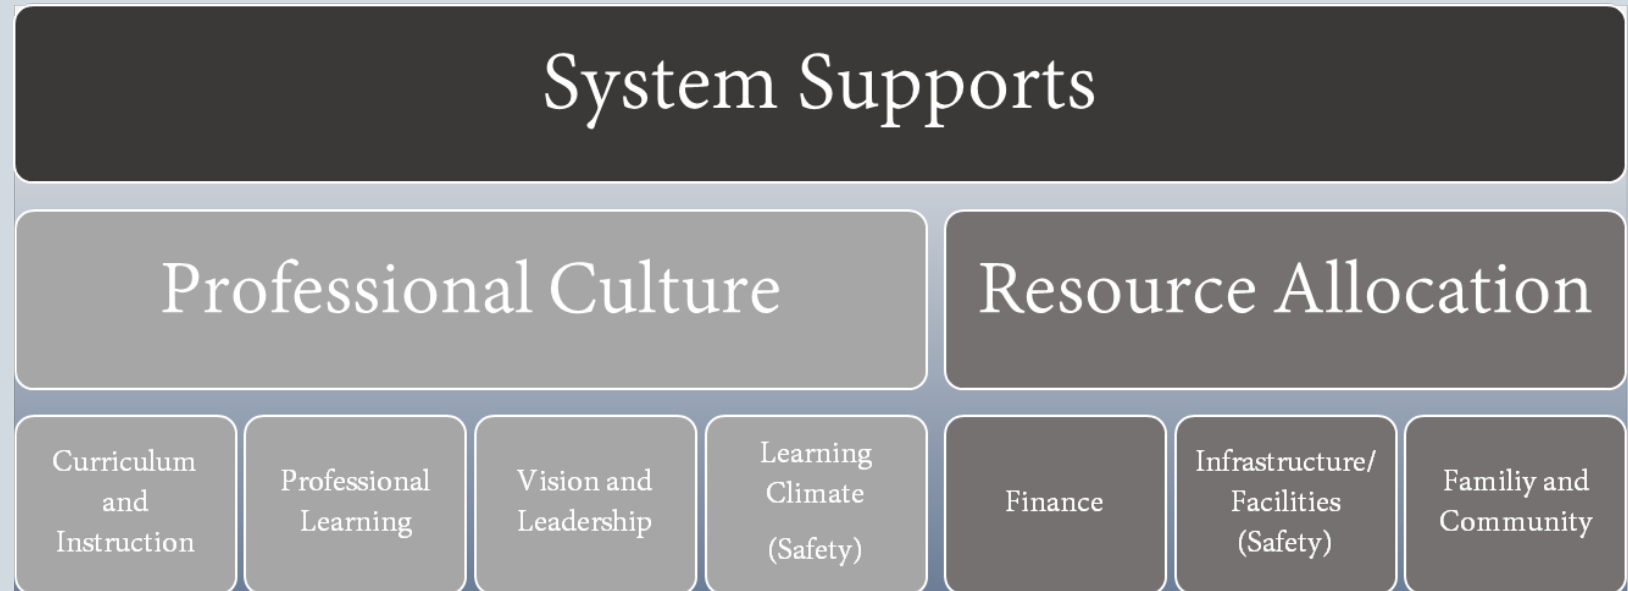 System Supports
Professional Culture
Resource Allocation
Curriculum
and
Instruction
Professional
Learning
Vision and
Leadership
Learning
Climate
(Safety)
Finance
Infrastructure/
Facilities
(Safety)
Familiy and
Community